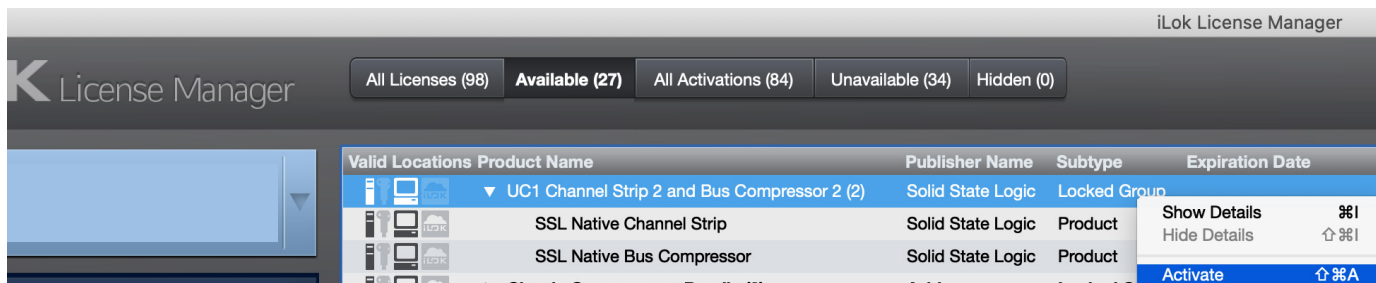 iLok License Manager
K License Manager
All Licenses (98) Available (27) All Activations (84) Unavailable (34) Hidden (0)
Valid Locations Product Name Publisher Name Subtype Expiration Date
▼ UC1 Channel Strip 2 and Bus Compressor 2 (2) Solid State Logic Locked Group
SSL Native Channel Strip Solid State Logic Product
SSL Native Bus Compressor Solid State Logic Product
Show Details ⌘I
Hide Details ⇧⌘I
Activate ⇧⌘A